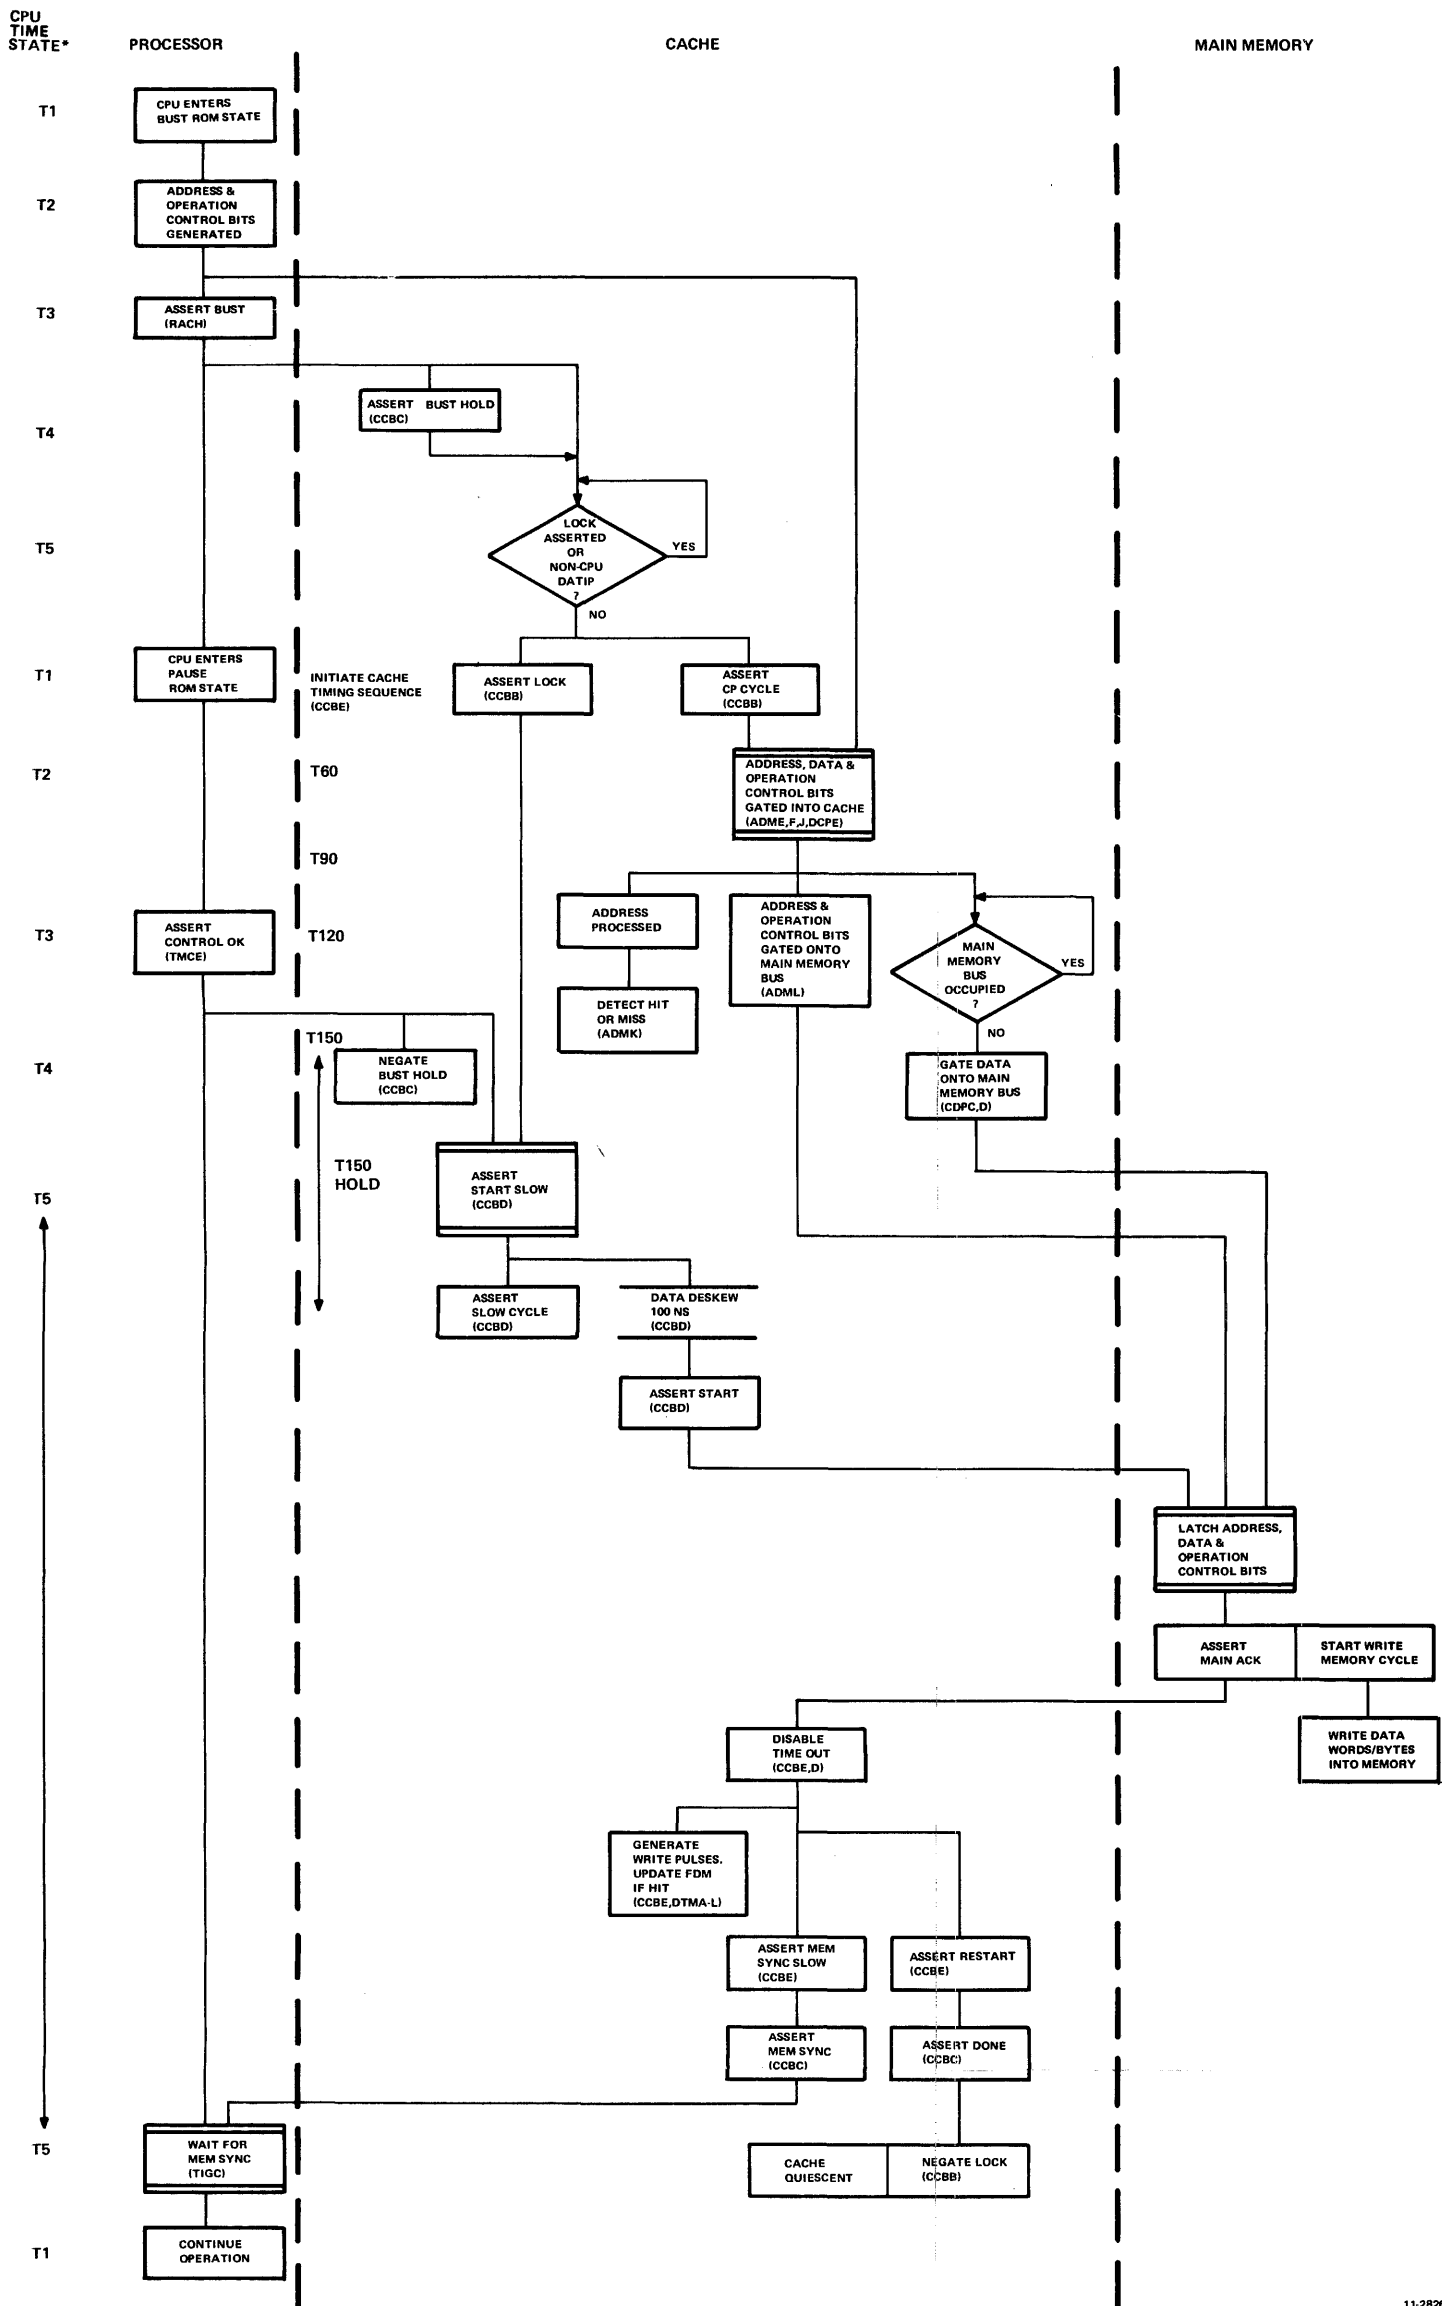 CPU
TIME
STATE*
PROCESSOR
CACHE
MAIN MEMORY
T1
CPU ENTERS
BUST ROM STATE
T2
ADDRESS &
OPERATION
CONTROL BITS
GENERATED
T3
ASSERT BUST
(RACH)
ASSERT BUST HOLD
(CCBC)
T4
T5
LOCK
ASSERTED
OR
NON-CPU
DATIP
?
YES
NO
T1
CPU ENTERS
PAUSE
ROM STATE
INITIATE CACHE
TIMING SEQUENCE
(CCBE)
ASSERT LOCK
(CCBB)
ASSERT
CP CYCLE
(CCBB)
T2
T60
ADDRESS, DATA &
OPERATION
CONTROL BITS
GATED INTO CACHE
(ADME,F,J,DCPE)
T90
T3
ASSERT
CONTROL OK
(TMCE)
T120
ADDRESS
PROCESSED
ADDRESS &
OPERATION
CONTROL BITS
GATED ONTO
MAIN MEMORY
BUS
(ADML)
MAIN
MEMORY
BUS
OCCUPIED
?
YES
NO
DETECT HIT
OR MISS
(ADMK)
T150
T4
NEGATE
BUST HOLD
(CCBC)
GATE DATA
ONTO MAIN
MEMORY BUS
(CDPC,D)
T150
HOLD
T5
ASSERT
START SLOW
(CCBD)
ASSERT
SLOW CYCLE
(CCBD)
DATA DESKEW
100 NS
(CCBD)
ASSERT START
(CCBD)
LATCH ADDRESS,
DATA &
OPERATION
CONTROL BITS
ASSERT
MAIN ACK
START WRITE
MEMORY CYCLE
DISABLE
TIME OUT
(CCBE,D)
WRITE DATA
WORDS/BYTES
INTO MEMORY
GENERATE
WRITE PULSES,
UPDATE FDM
IF HIT
(CCBE,DTMA-L)
ASSERT MEM
SYNC SLOW
(CCBE)
ASSERT RESTART
(CCBE)
ASSERT
MEM SYNC
(CCBC)
ASSERT DONE
(CCBC)
T5
WAIT FOR
MEM SYNC
(TIGC)
CACHE
QUIESCENT
NEGATE LOCK
(CCBB)
T1
CONTINUE
OPERATION